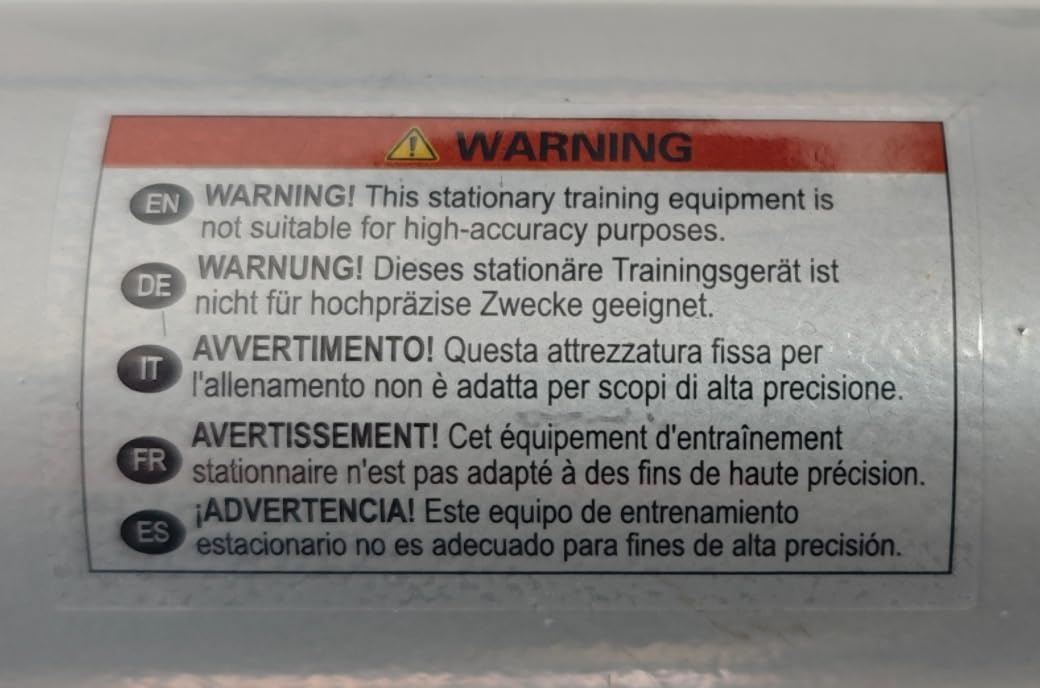 WARNING
EN WARNING! This stationary training equipment is
not suitable for high-accuracy purposes.
DE WARNUNG! Dieses stationäre Trainingsgerät ist
nicht für hochpräzise Zwecke geeignet.
IT AVVERTIMENTO! Questa attrezzatura fissa per
l'allenamento non è adatta per scopi di alta precisione.
FR AVERTISSEMENT! Cet équipement d'entraînement
stationnaire n'est pas adapté à des fins de haute précision.
ES ¡ADVERTENCIA! Este equipo de entrenamiento
estacionario no es adecuado para fines de alta precisión.